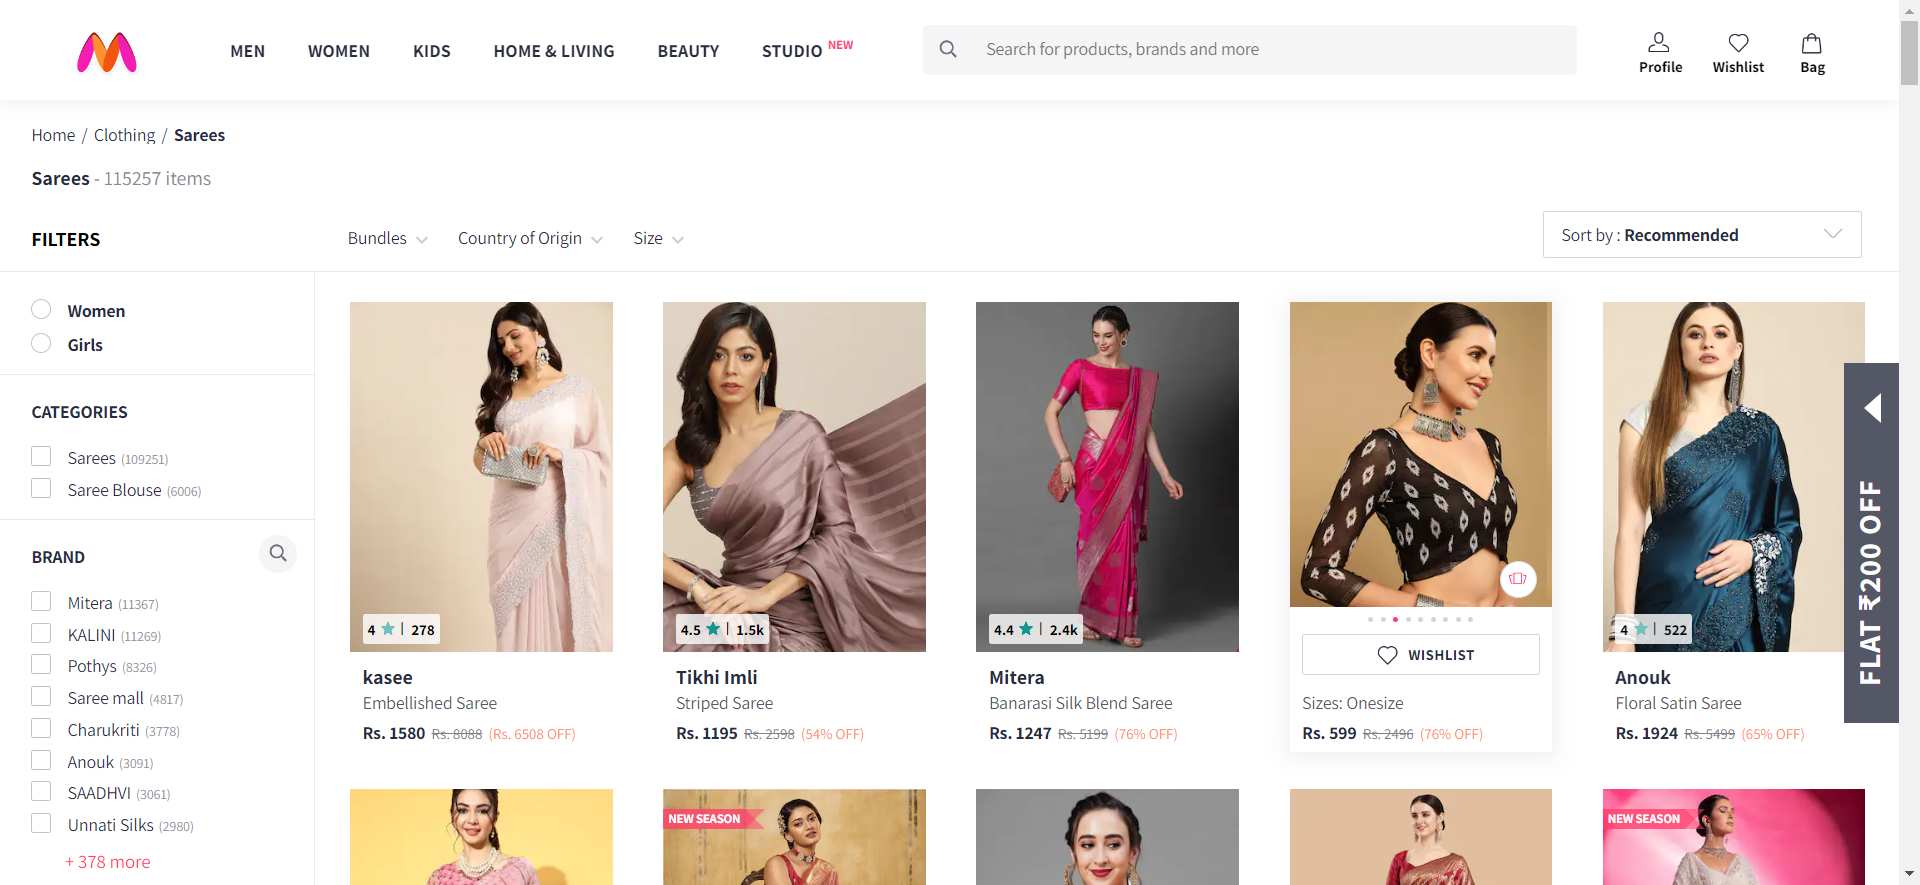 MEN WOMEN KIDS HOME & LIVING BEAUTY STUDIO NEW
Search for products, brands and more
Profile Wishlist Bag
Home / Clothing / Sarees
Sarees - 115257 items
FILTERS
Bundles Country of Origin Size
Sort by : Recommended
Women
Girls
CATEGORIES
Sarees (109251)
Saree Blouse (6006)
BRAND
Mitera (11367)
KALINI (11269)
Pothys (8326)
Saree mall (4817)
Charukriti (3778)
Anouk (3091)
SAADHVI (3061)
Unnati Silks (2980)
+ 378 more
4 | 278
kasee
Embellished Saree
Rs. 1580 Rs. 8088 (Rs. 6508 OFF)
4.5 | 1.5k
Tikhi Imli
Striped Saree
Rs. 1195 Rs. 2598 (54% OFF)
4.4 | 2.4k
Mitera
Banarasi Silk Blend Saree
Rs. 1247 Rs. 5199 (76% OFF)
WISHLIST
Sizes: Onesize
Rs. 599 Rs. 2496 (76% OFF)
4 | 522
Anouk
Floral Satin Saree
Rs. 1924 Rs. 5499 (65% OFF)
FLAT ₹200 OFF
NEW SEASON
NEW SEASON